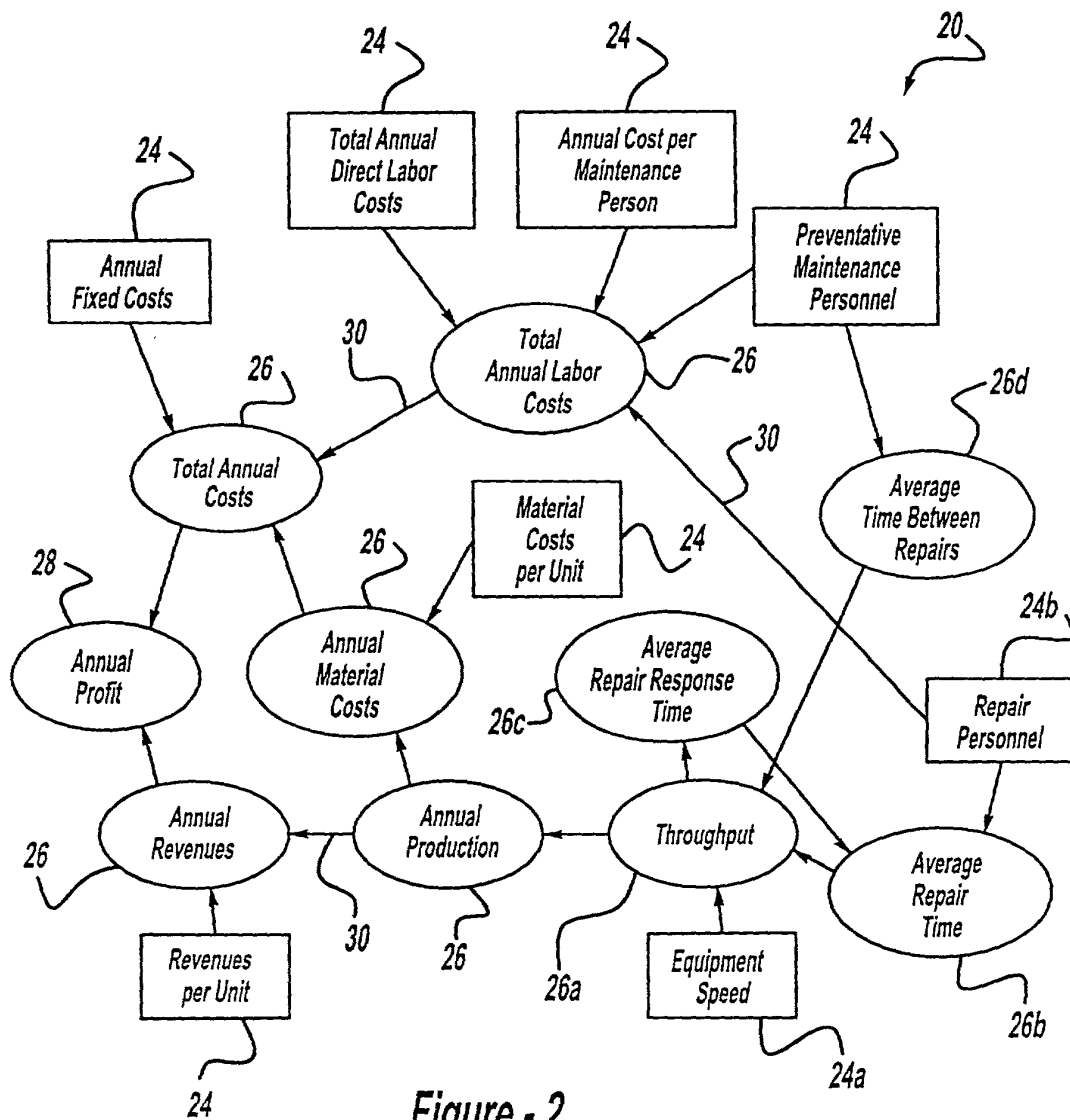 24
24
20
Total Annual
Direct Labor
Costs
Annual Cost per
Maintenance
Person
24
24
Preventative
Maintenance
Personnel
Annual
Fixed Costs
30
Total
Annual Labor
Costs
26
26
26d
Total Annual
Costs
30
Average
Time Between
Repairs
Material
Costs
per Unit
24
28
26
24b
Annual
Profit
Annual
Material
Costs
Average
Repair Response
Time
26c
Repair
Personnel
Annual
Revenues
Annual
Production
Throughput
Average
Repair
Time
26
30
26
26a
Revenues
per Unit
Equipment
Speed
26b
24
24a
Figure - 2